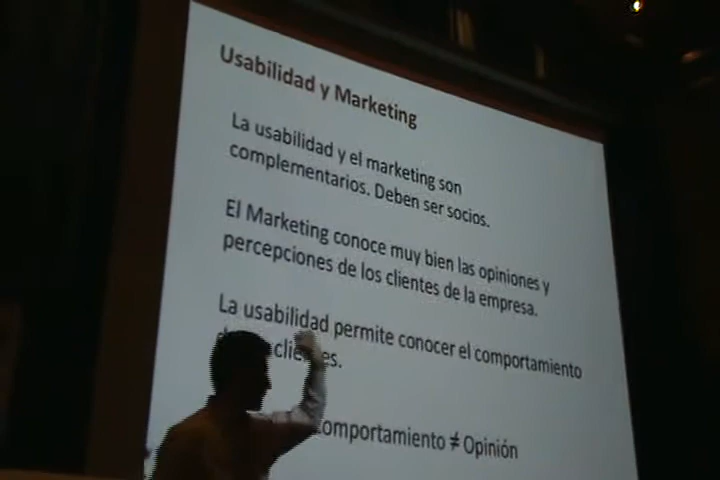 Usabilidad y Marketing
La usabilidad y el marketing son
complementarios. Deben ser socios.
El Marketing conoce muy bien las opiniones y
percepciones de los clientes de la empresa.
La usabilidad permite conocer el comportamiento
clientes.
Comportamiento ≠ Opinión